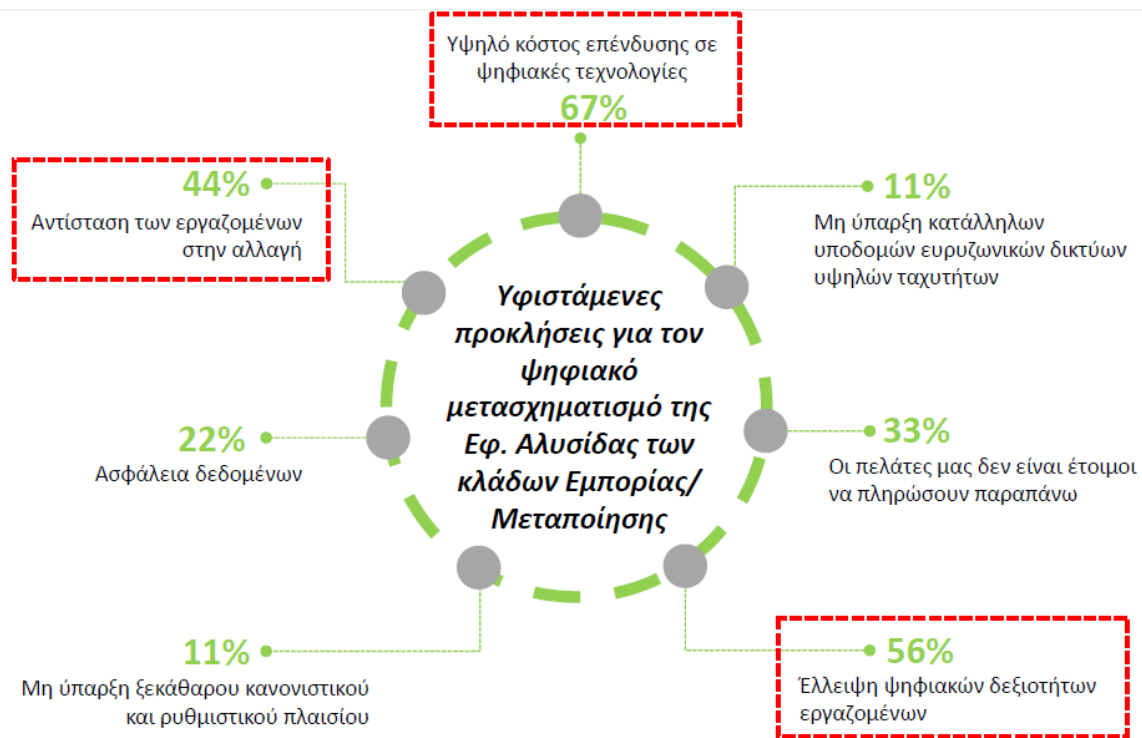 Υψηλό κόστος επένδυσης σε
ψηφιακές τεχνολογίες
67%
44%
Αντίσταση των εργαζομένων
στην αλλαγή
11%
Μη ύπαρξη κατάλληλων
υποδομών ευρυζωνικών δικτύων
υψηλών ταχυτήτων
Υφιστάμενες
προκλήσεις για τον
ψηφιακό
μετασχηματισμό της
Εφ. Αλυσίδας των
κλάδων Εμπορίας/
Μεταποίησης
22%
Ασφάλεια δεδομένων
33%
Οι πελάτες μας δεν είναι έτοιμοι
να πληρώσουν παραπάνω
11%
Μη ύπαρξη ξεκάθαρου κανονιστικού
και ρυθμιστικού πλαισίου
56%
Έλλειψη ψηφιακών δεξιοτήτων
εργαζομένων